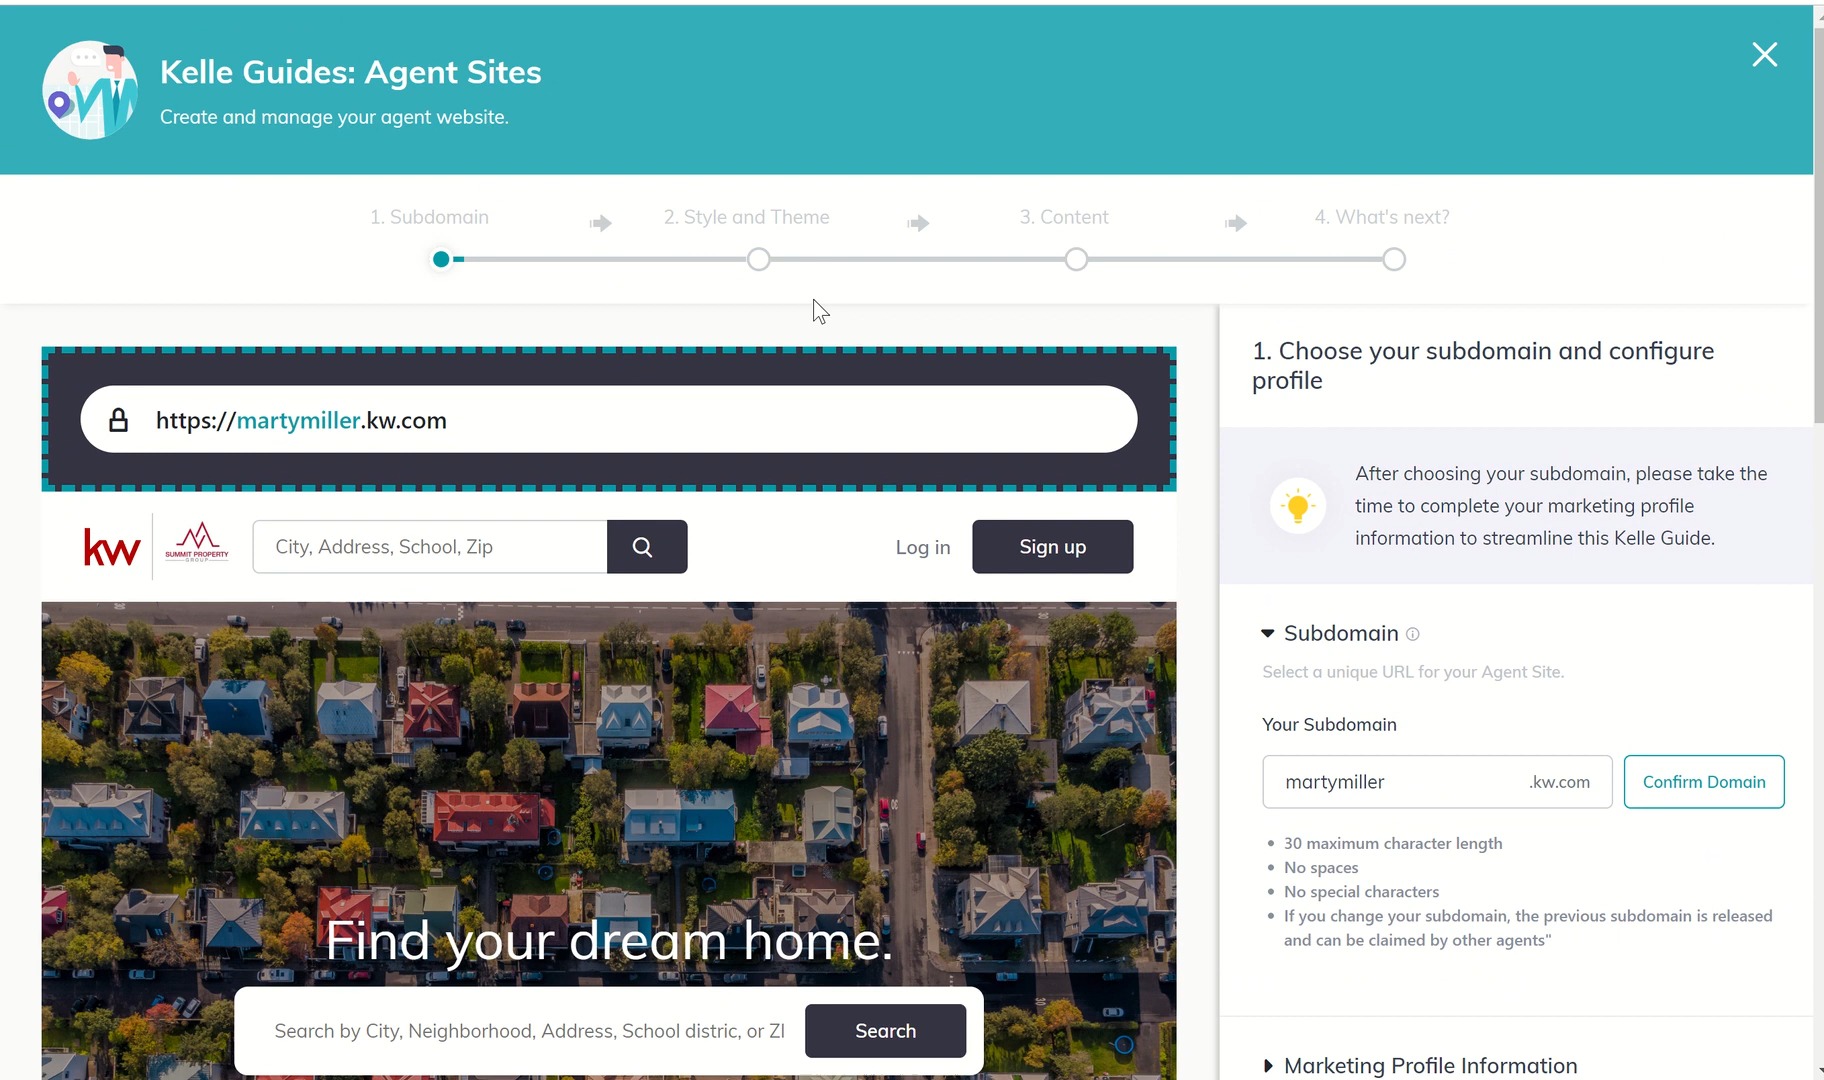 Kelle Guides: Agent Sites
Create and manage your agent website.
1. Subdomain
2. Style and Theme
3. Content
4. What's next?
https://martymiller.kw.com
kw
SUMMIT PROPERTY
GROUP
City, Address, School, Zip
Log in
Sign up
Find your dream home.
Search by City, Neighborhood, Address, School distric, or ZI
Search
1. Choose your subdomain and configure
profile
After choosing your subdomain, please take the
time to complete your marketing profile
information to streamline this Kelle Guide.
Subdomain
Select a unique URL for your Agent Site.
Your Subdomain
martymiller
.kw.com
Confirm Domain
• 30 maximum character length
• No spaces
• No special characters
• If you change your subdomain, the previous subdomain is released
and can be claimed by other agents"
Marketing Profile Information